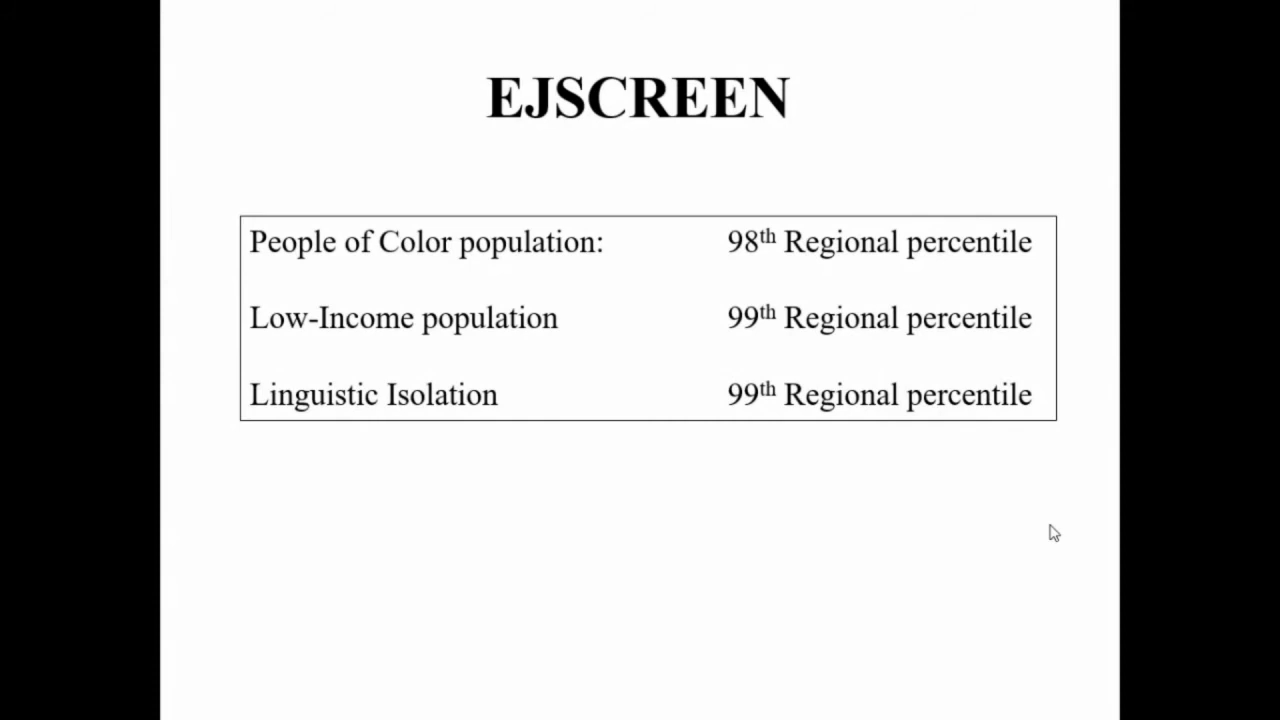 EJSCREEN
People of Color population: 98th Regional percentile
Low-Income population 99th Regional percentile
Linguistic Isolation 99th Regional percentile